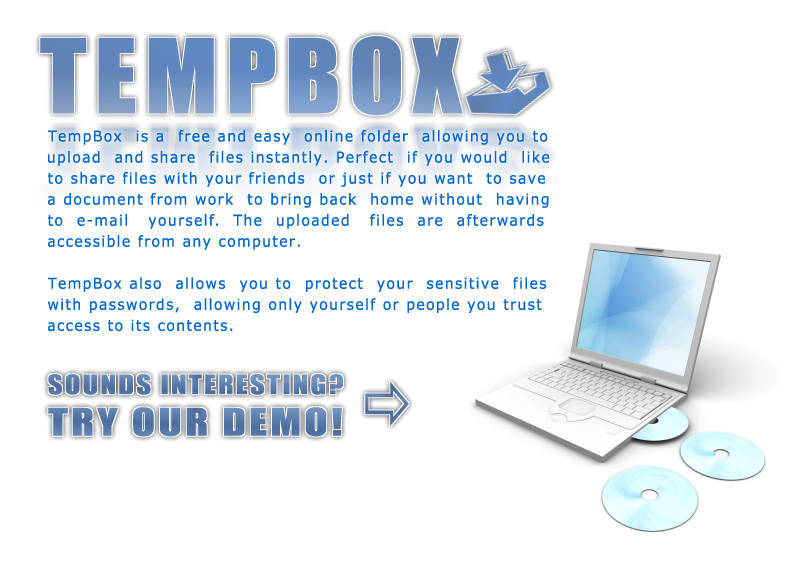 TEMPBOX
TempBox is a free and easy online folder allowing you to
upload and share files instantly. Perfect if you would like
to share files with your friends or just if you want to save
a document from work to bring back home without having
to e-mail yourself. The uploaded files are afterwards
accessible from any computer.
TempBox also allows you to protect your sensitive files
with passwords, allowing only yourself or people you trust
access to its contents.
SOUNDS INTERESTING?
TRY OUR DEMO!